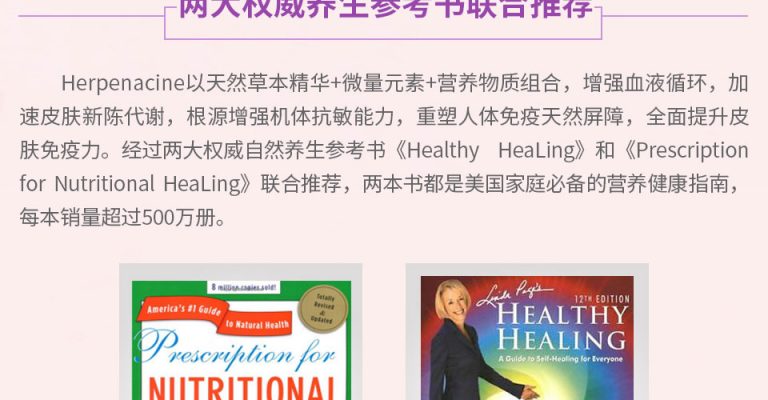 两大权威养生参考书联合推荐
Herpenacine以天然草本精华+微量元素+营养物质组合，增强血液循环，加
速皮肤新陈代谢，根源增强机体抗敏能力，重塑人体免疫天然屏障，全面提升皮
肤免疫力。经过两大权威自然养生参考书《Healthy HeaLing》和《Prescription
for Nutritional HeaLing》联合推荐，两本书都是美国家庭必备的营养健康指南，
每本销量超过500万册。
8 million copies sold!
America's #1 Guide
to Natural Health
Totally
Revised
&
Updated
Prescription for
NUTRITIONAL
Linda Page's
12TH EDITION
HEALTHY
HEALING
A Guide to Self-Healing for Everyone